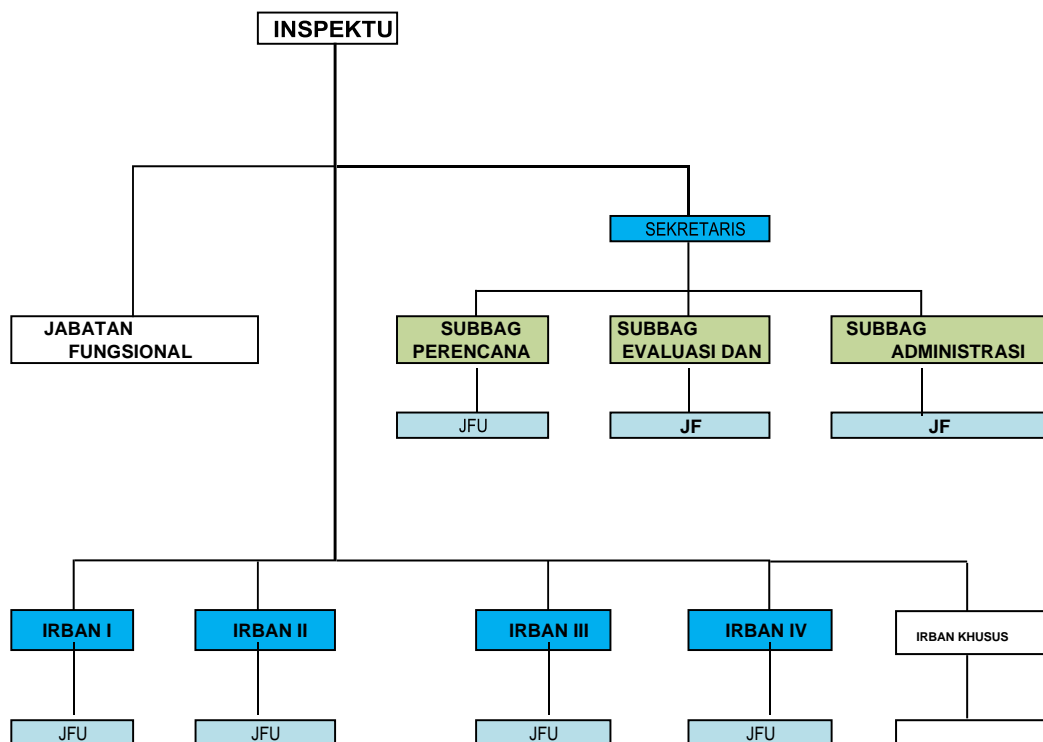 INSPEKTU
SEKRETARIS
JABATAN
FUNGSIONAL
SUBBAG
PERENCANA
SUBBAG
EVALUASI DAN
SUBBAG
ADMINISTRASI
JFU
JF
JF
IRBAN I
IRBAN II
IRBAN III
IRBAN IV
IRBAN KHUSUS
JFU
JFU
JFU
JFU